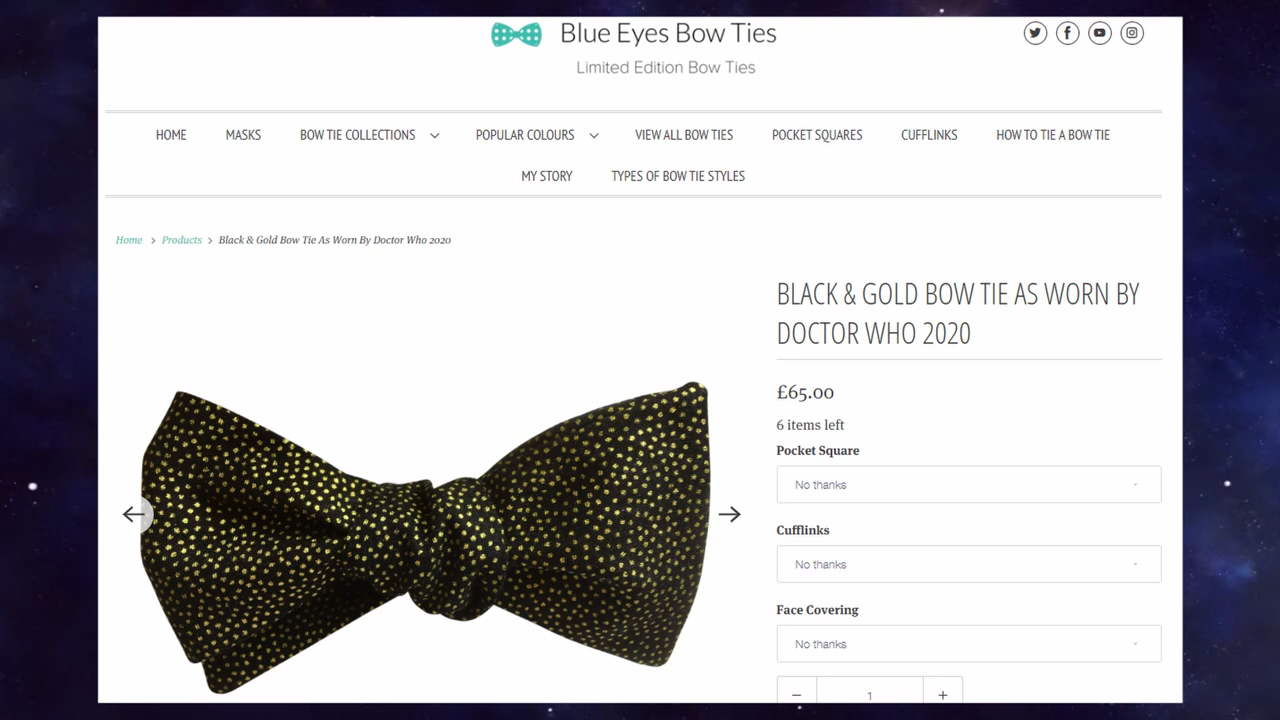 Blue Eyes Bow Ties
Limited Edition Bow Ties
HOME MASKS BOW TIE COLLECTIONS POPULAR COLOURS VIEW ALL BOW TIES POCKET SQUARES CUFFLINKS HOW TO TIE A BOW TIE
MY STORY TYPES OF BOW TIE STYLES
Home > Products > Black & Gold Bow Tie As Worn By Doctor Who 2020
BLACK & GOLD BOW TIE AS WORN BY
DOCTOR WHO 2020
£65.00
6 items left
Pocket Square
No thanks
Cufflinks
No thanks
Face Covering
No thanks
− 1 +